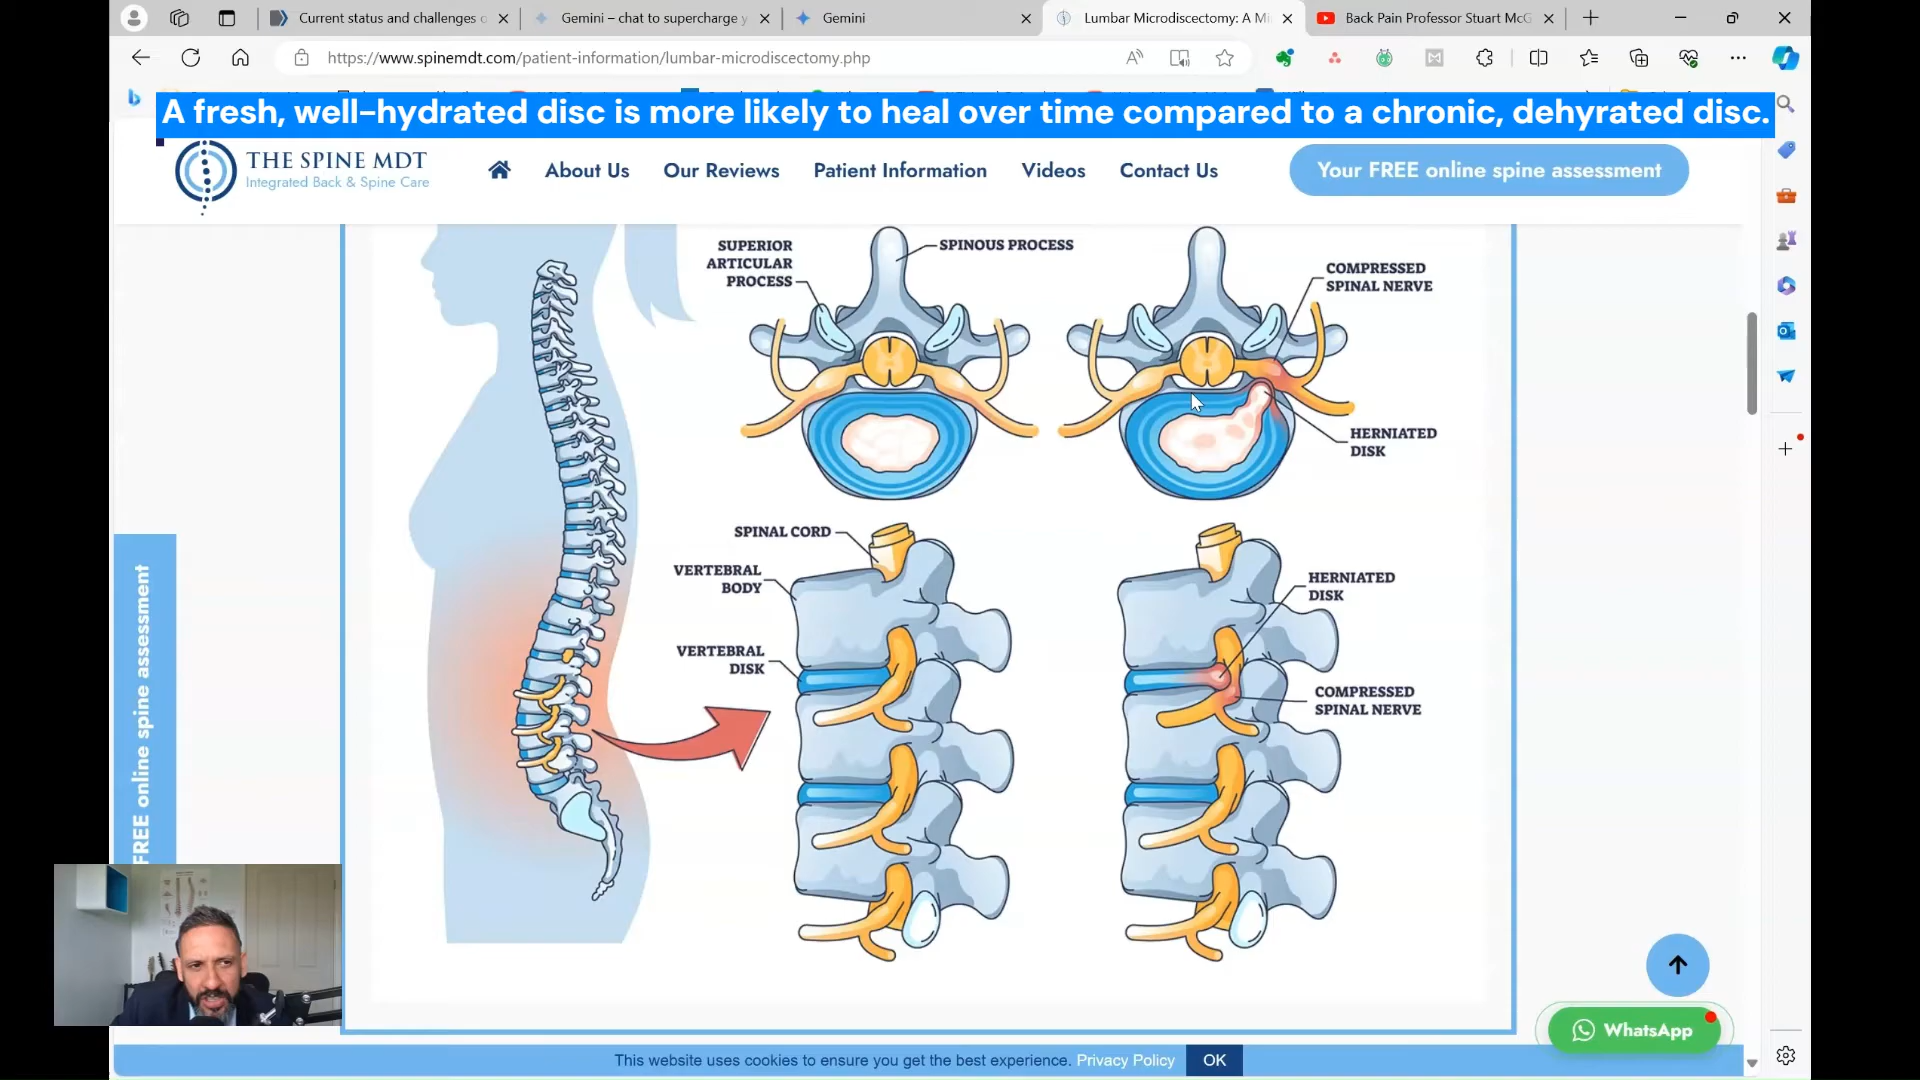 Current status and challenges o
Gemini – chat to supercharge y
Gemini
Lumbar Microdiscectomy: A Mi
Back Pain Professor Stuart McG
https://www.spinemdt.com/patient-information/lumbar-microdiscectomy.php
A fresh, well-hydrated disc is more likely to heal over time compared to a chronic, dehyrated disc.
THE SPINE MDT
Integrated Back & Spine Care
About Us
Our Reviews
Patient Information
Videos
Contact Us
Your FREE online spine assessment
SUPERIOR
ARTICULAR
PROCESS
SPINOUS PROCESS
COMPRESSED
SPINAL NERVE
HERNIATED
DISK
SPINAL CORD
VERTEBRAL
BODY
VERTEBRAL
DISK
HERNIATED
DISK
COMPRESSED
SPINAL NERVE
FREE online spine assessment
WhatsApp
This website uses cookies to ensure you get the best experience. Privacy Policy OK